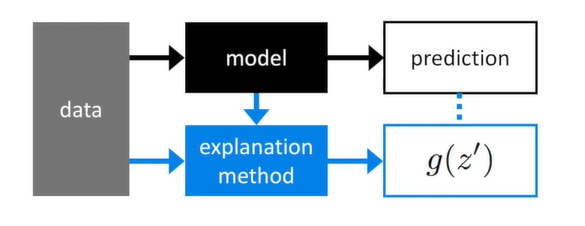 data
model
prediction
explanation
method
g(z′)